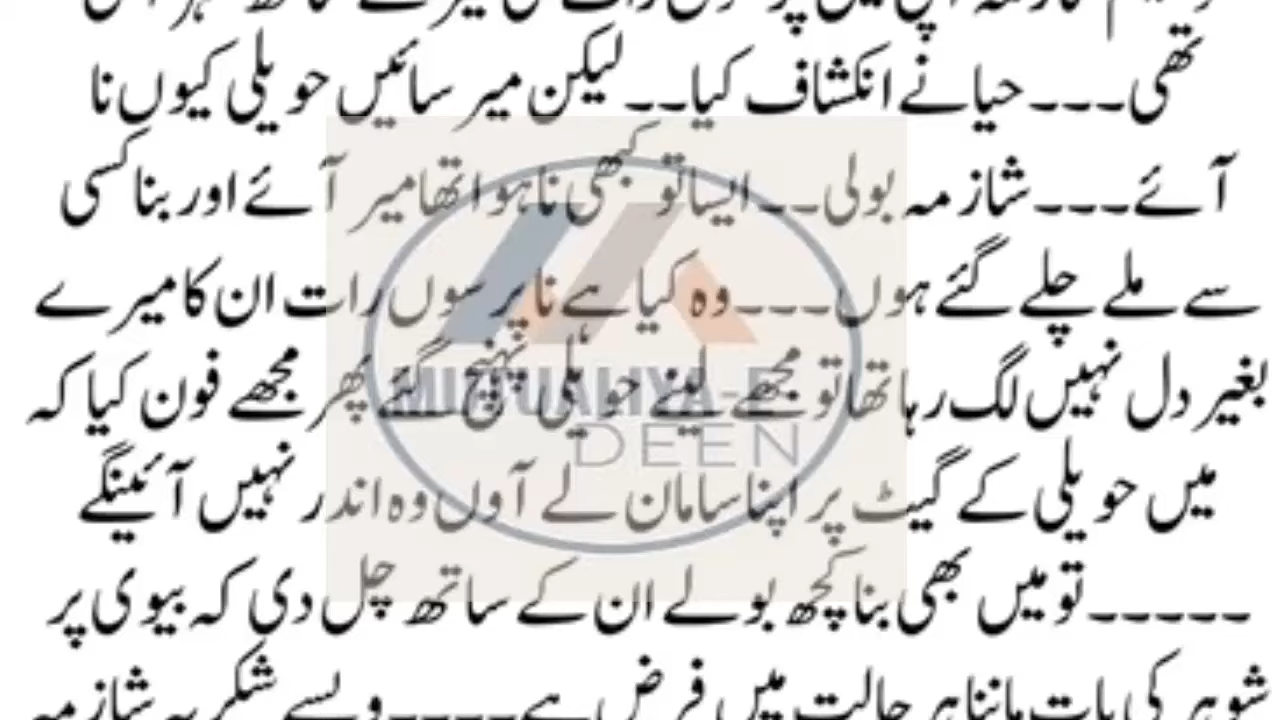 تھی۔۔۔ حیا نے انکشاف کیا۔۔ لیکن میر سائیں حویلی کیوں نا
آئے۔۔۔ شازمہ بولی۔۔ ایسا تو کبھی نا ہوا تھا میر آئے اور بنا کسی
سے ملے چلے گئے ہوں۔۔۔ وہ کیا ہے نا پرسوں رات ان کا میرے
بغیر دل نہیں لگ رہا تھا تو مجھے لینے حویلی پہنچ گئے پھر مجھے فون کیا کہ
میں حویلی کے گیٹ پر اپنا سامان لے آوں وہ اندر نہیں آئینگے
۔۔۔۔۔ تو میں بھی بنا کچھ بولے ان کے ساتھ چل دی کہ بیوی پر
شوہر کی بات ماننا ہر حالت میں فرض ہے۔۔۔۔ ویسے شکریہ شازمہ
DEEN